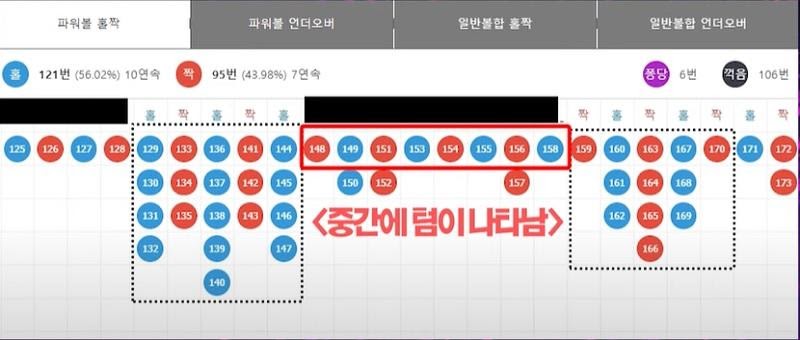 파워볼 홀짝 파워볼 언더오버 일반볼합 홀짝 일반볼합 언더오버
홀 121번 (56.02%) 10연속 짝 95번 (43.98%) 7연속 퐁당 6번 꺽음 106번
홀 짝 홀 짝 홀 짝 홀 짝 홀 짝 홀 짝
125 126 127 128 129 133 136 141 144 148 149 151 153 154 155 156 158 159 160 163 167 170 171 172
130 134 137 142 145 150 152 157 161 164 168 173
131 135 138 143 146 162 165 169
<중간에 텀이 나타남>
132 139 147 166
140